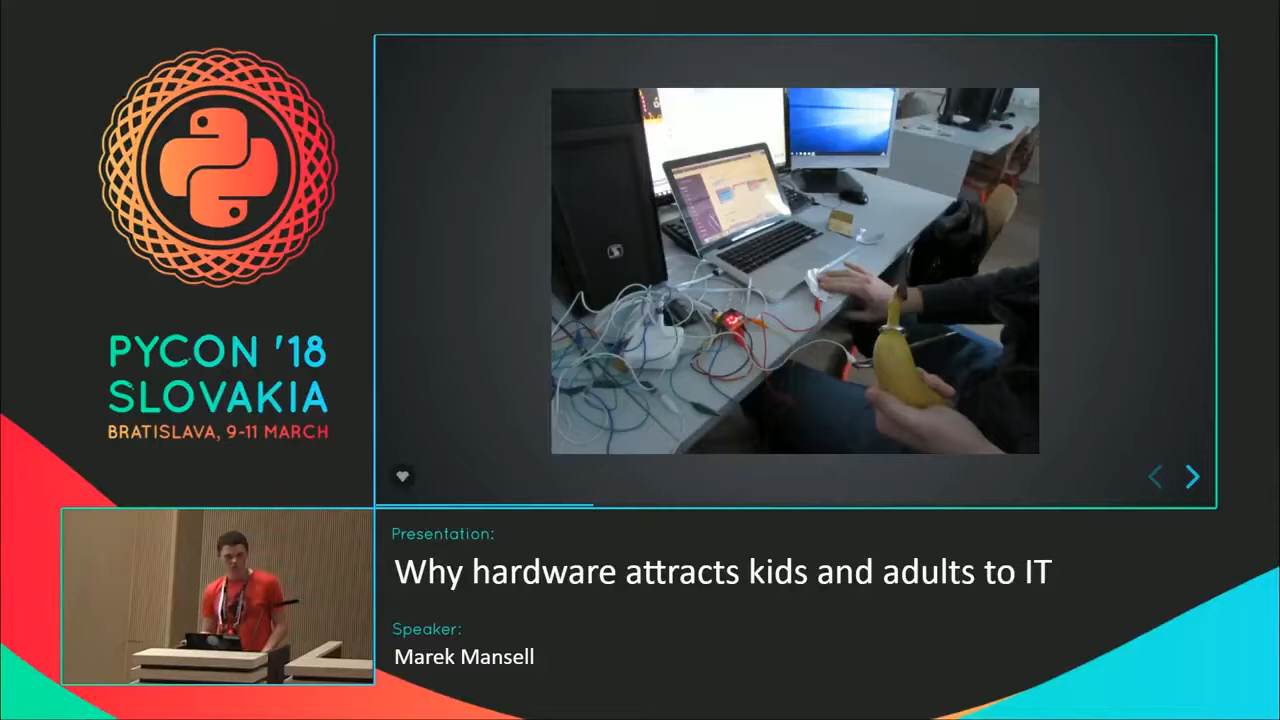 PYCON '18
SLOVAKIA
BRATISLAVA, 9-11 MARCH
Presentation:
Why hardware attracts kids and adults to IT
Speaker:
Marek Mansell